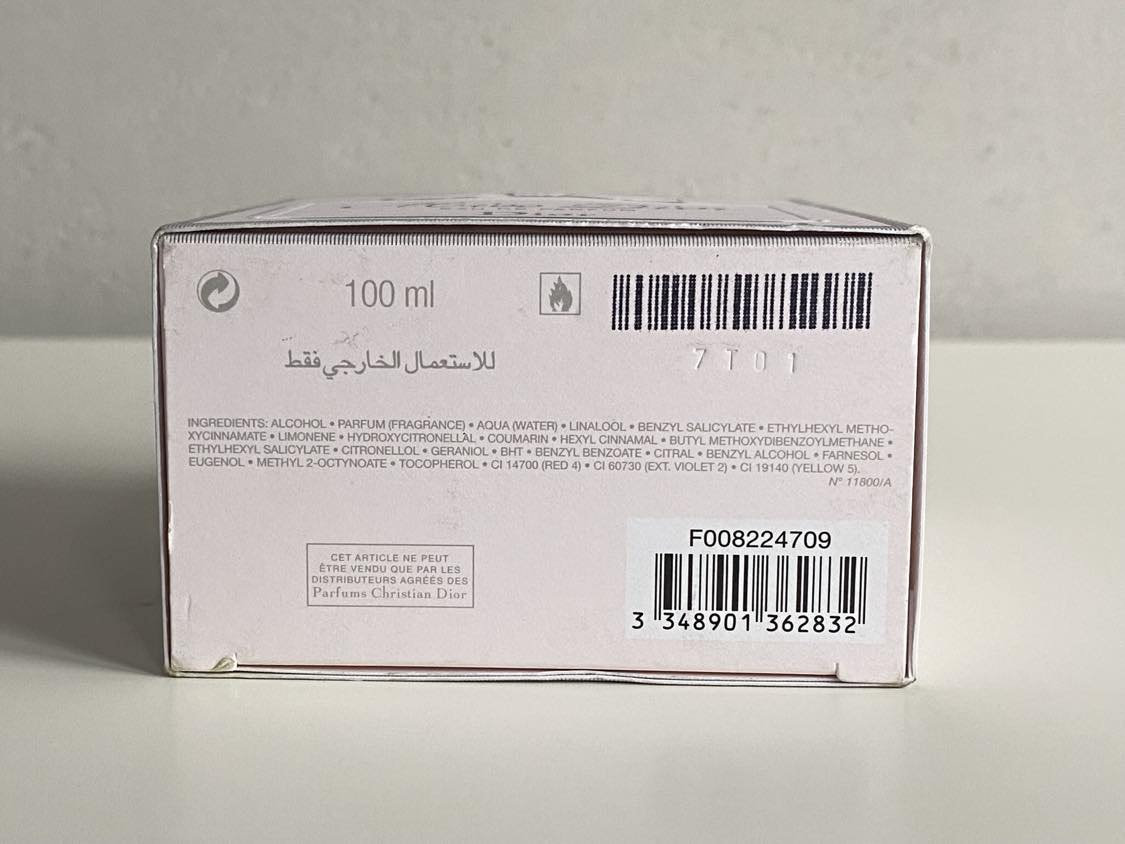 Dior
100 ml
للاستعمال الخارجي فقط
7T01
INGREDIENTS: ALCOHOL • PARFUM (FRAGRANCE) • AQUA (WATER) • LINALOOL • BENZYL SALICYLATE • ETHYLHEXYL METHO-
XYCINNAMATE • LIMONENE • HYDROXYCITRONELLAL • COUMARIN • HEXYL CINNAMAL • BUTYL METHOXYDIBENZOYLMETHANE •
ETHYLHEXYL SALICYLATE • CITRONELLOL • GERANIOL • BHT • BENZYL BENZOATE • CITRAL • BENZYL ALCOHOL • FARNESOL •
EUGENOL • METHYL 2-OCTYNOATE • TOCOPHEROL • CI 14700 (RED 4) • CI 60730 (EXT. VIOLET 2) • CI 19140 (YELLOW 5).
N° 11800/A
CET ARTICLE NE PEUT
ÊTRE VENDU QUE PAR LES
DISTRIBUTEURS AGRÉÉS DES
Parfums Christian Dior
F008224709
3 348901 362832